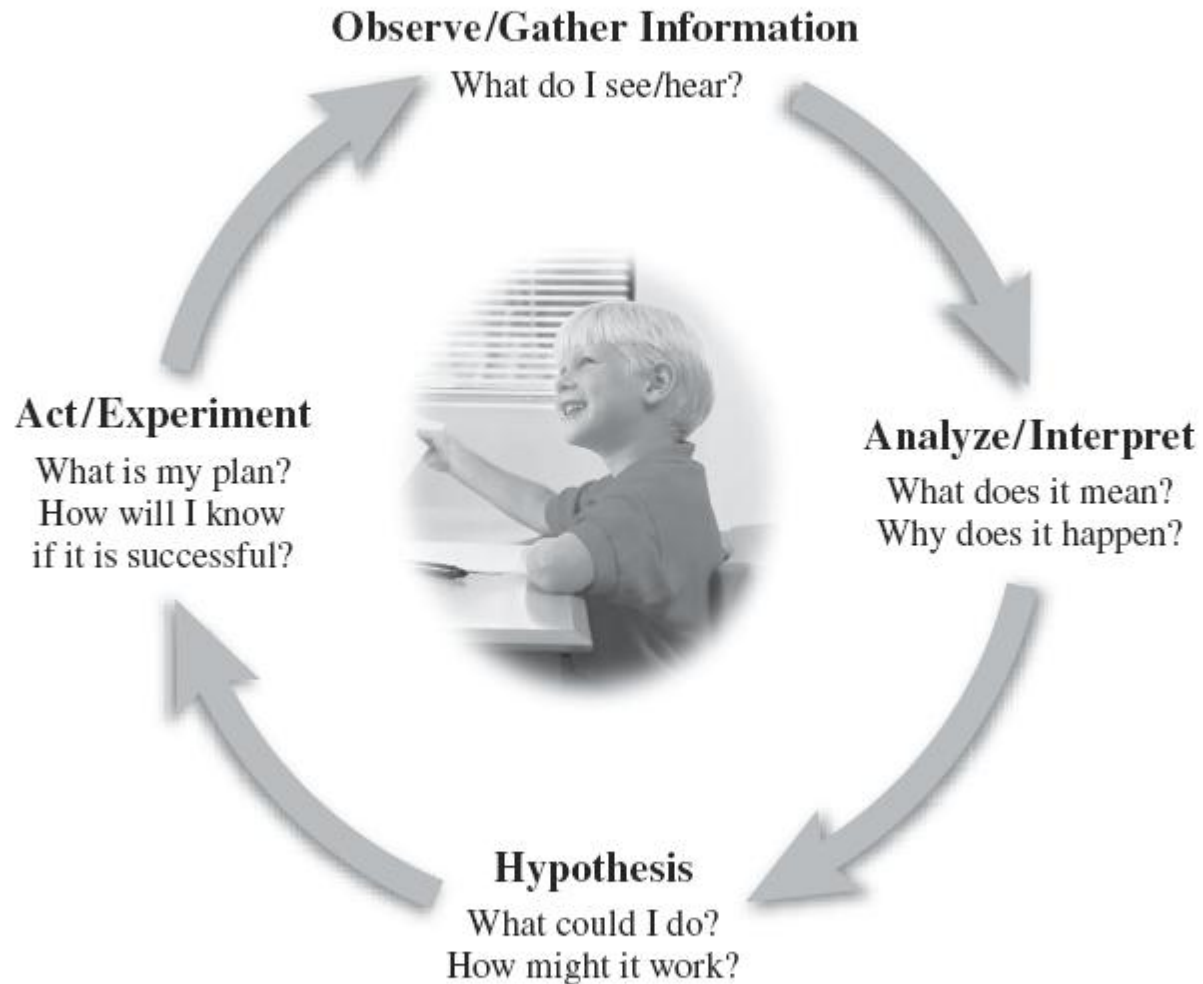 Observe/Gather Information
What do I see/hear?
Analyze/Interpret
What does it mean?
Why does it happen?
Hypothesis
What could I do?
How might it work?
Act/Experiment
What is my plan?
How will I know
if it is successful?